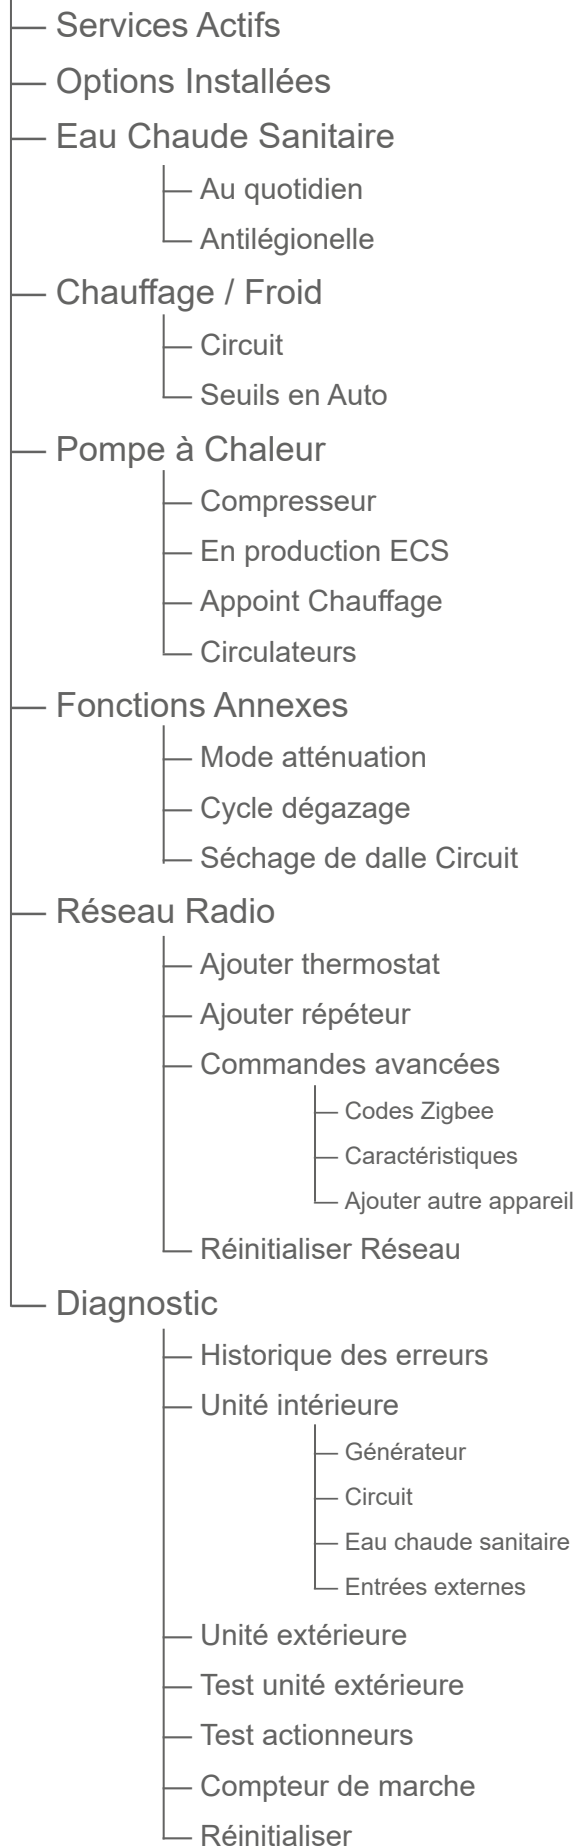 Services Actifs
Options Installées
Eau Chaude Sanitaire
Au quotidien
Antilégionelle
Chauffage / Froid
Circuit
Seuils en Auto
Pompe à Chaleur
Compresseur
En production ECS
Appoint Chauffage
Circulateurs
Fonctions Annexes
Mode atténuation
Cycle dégazage
Séchage de dalle Circuit
Réseau Radio
Ajouter thermostat
Ajouter répéteur
Commandes avancées
Codes Zigbee
Caractéristiques
Ajouter autre appareil
Réinitialiser Réseau
Diagnostic
Historique des erreurs
Unité intérieure
Générateur
Circuit
Eau chaude sanitaire
Entrées externes
Unité extérieure
Test unité extérieure
Test actionneurs
Compteur de marche
Réinitialiser